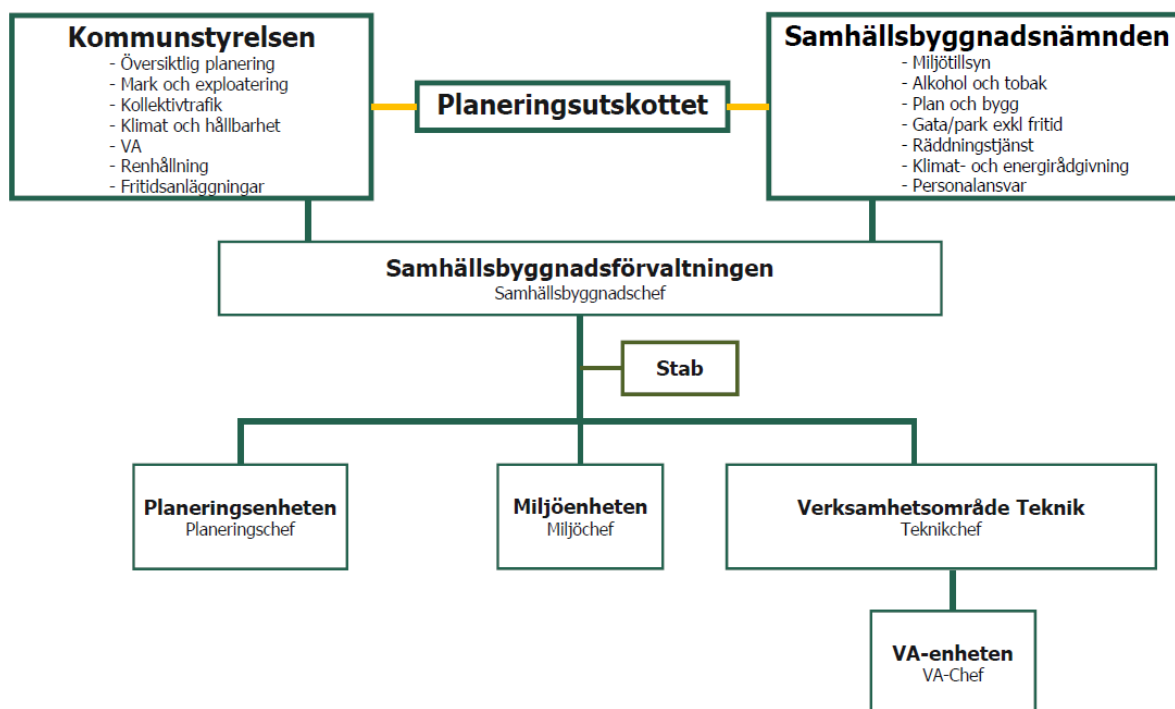 Kommunstyrelsen
- Översiktlig planering
- Mark och exploatering
- Kollektivtrafik
- Klimat och hållbarhet
- VA
- Renhållning
- Fritidsanläggningar
Planeringsutskottet
Samhällsbyggnadsnämnden
- Miljötillsyn
- Alkohol och tobak
- Plan och bygg
- Gata/park exkl fritid
- Räddningstjänst
- Klimat- och energirådgivning
- Personalansvar
Samhällsbyggnadsförvaltningen
Samhällsbyggnadschef
Stab
Planeringsenheten
Planeringschef
Miljöenheten
Miljöchef
Verksamhetsområde Teknik
Teknikchef
VA-enheten
VA-Chef